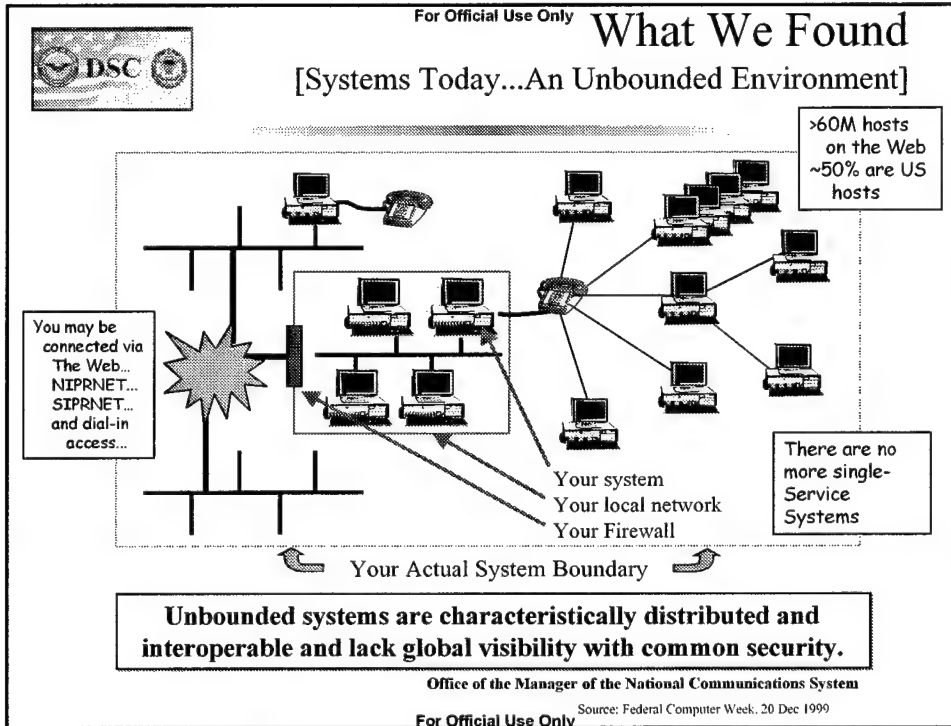 For Official Use Only
What We Found
DSC
[Systems Today...An Unbounded Environment]
>60M hosts
on the Web
~50% are US
hosts
You may be
connected via
The Web...
NIPRNET...
SIPRNET...
and dial-in
access...
There are no
more single-
Service
Systems
Your system
Your local network
Your Firewall
Your Actual System Boundary
Unbounded systems are characteristically distributed and
interoperable and lack global visibility with common security.
Office of the Manager of the National Communications System
Source: Federal Computer Week, 20 Dec 1999
For Official Use Only